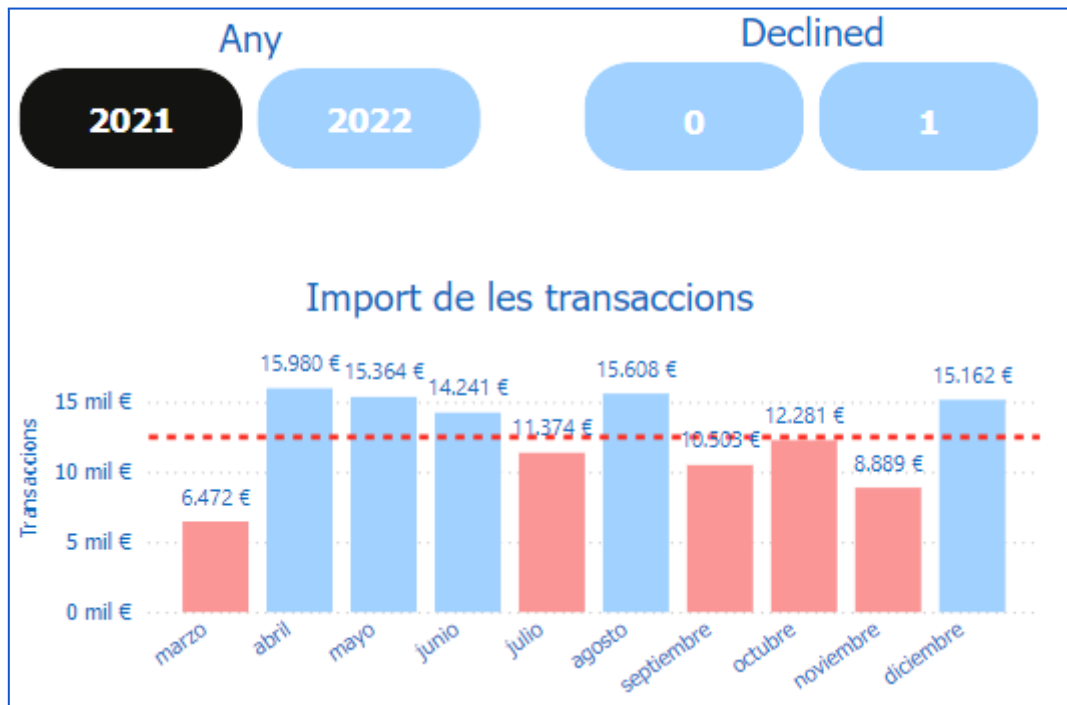 Any
Declined
2021
2022
0
1
Import de les transaccions
Transaccions
15 mil €
10 mil €
5 mil €
0 mil €
6.472 €
15.980 €
15.364 €
14.241 €
11.374 €
15.608 €
10.503 €
12.281 €
8.889 €
15.162 €
marzo
abril
mayo
junio
julio
agosto
septiembre
octubre
noviembre
diciembre